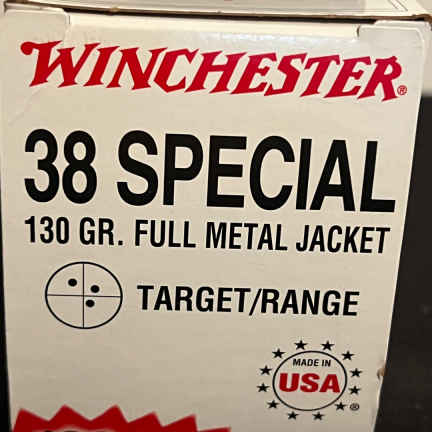 WINCHESTER®
38 SPECIAL
130 GR. FULL METAL JACKET
TARGET/RANGE
MADE IN
USA
®